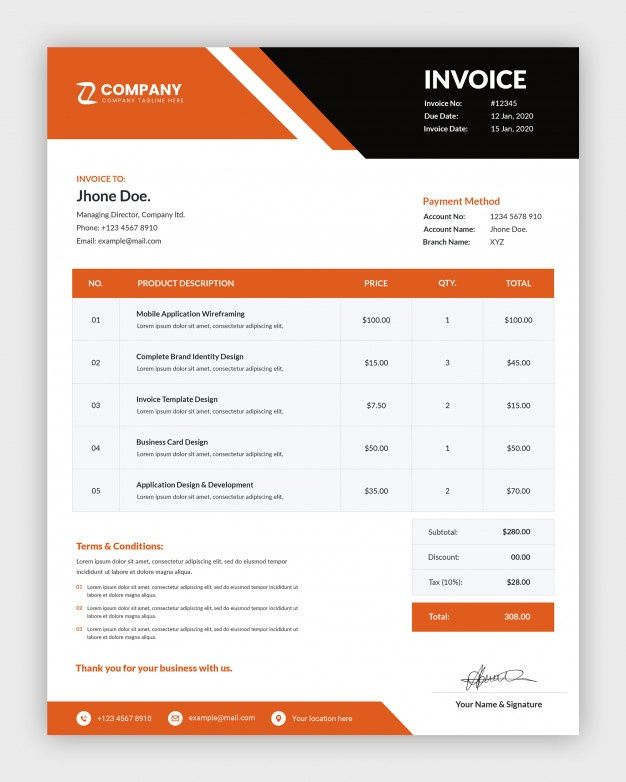 COMPANY
COMPANY TAGLINE HERE
INVOICE
Invoice No: #12345
Due Date: 12 Jan, 2020
Invoice Date: 15 Jan, 2020
INVOICE TO:
Jhone Doe.
Managing Director, Company ltd.
Phone: +123 4567 8910
Email: example@mail.com
Payment Method
Account No: 1234 5678 910
Account Name: Jhone Doe.
Branch Name: XYZ
NO. PRODUCT DESCRIPTION PRICE QTY. TOTAL
Mobile Application Wireframing
01 $100.00 1 $100.00
Lorem ipsum dolor sit amet, consectetur adipiscing elit,
Complete Brand Identity Design
02 $15.00 3 $45.00
Lorem ipsum dolor sit amet, consectetur adipiscing elit,
Invoice Template Design
03 $7.50 2 $15.00
Lorem ipsum dolor sit amet, consectetur adipiscing elit,
Business Card Design
04 $50.00 1 $50.00
Lorem ipsum dolor sit amet, consectetur adipiscing elit,
Application Design & Development
05 $35.00 2 $70.00
Lorem ipsum dolor sit amet, consectetur adipiscing elit,
Subtotal: $280.00
Discount: 00.00
Tax (10%): $28.00
Total: 308.00
Terms & Conditions:
Lorem ipsum dolor sit amet, consectetur adipiscing elit, sed do eiusmod tempor
incididunt ut labore et dolore magna aliqua.
01 Lorem ipsum dolor sit amet, consectetur adipiscing elit, sed do eiusmod tempor incididunt ut
labore et dolore magna aliqua.
02 Lorem ipsum dolor sit amet, consectetur adipiscing elit, sed do eiusmod tempor incididunt ut
labore et dolore magna aliqua.
03 Lorem ipsum dolor sit amet, consectetur adipiscing elit, sed do eiusmod tempor incididunt ut
labore et dolore magna aliqua.
Thank you for your business with us.
Your Name & Signature
+123 4567 8910 example@mail.com Your location here